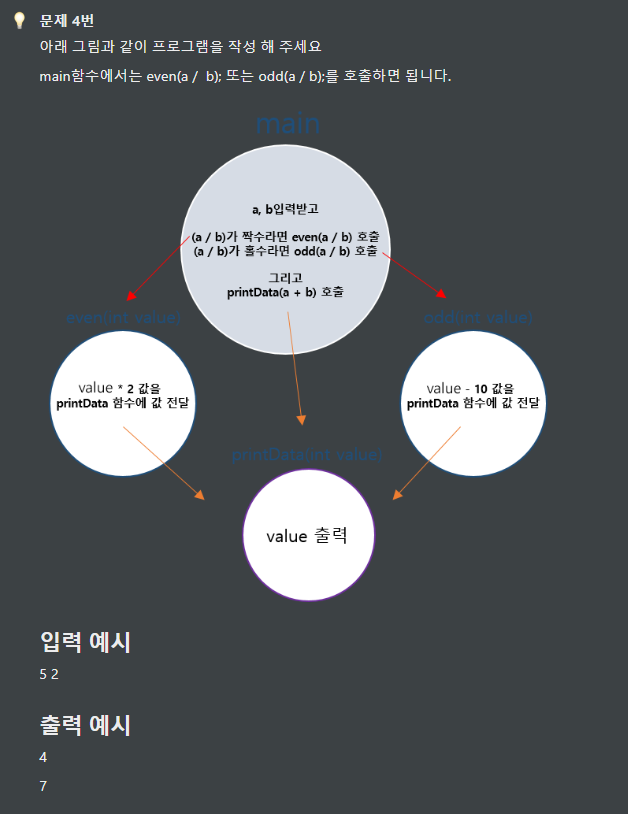 문제 4번
아래 그림과 같이 프로그램을 작성 해 주세요
main함수에서는 even(a / b); 또는 odd(a / b);를 호출하면 됩니다.
main
a, b입력받고
(a / b)가 짝수라면 even(a / b) 호출
(a / b)가 홀수라면 odd(a / b) 호출
그리고
printData(a + b) 호출
even(int value)
odd(int value)
value * 2 값을
printData 함수에 값 전달
value - 10 값을
printData 함수에 값 전달
printData(int value)
value 출력
입력 예시
5 2
출력 예시
4
7